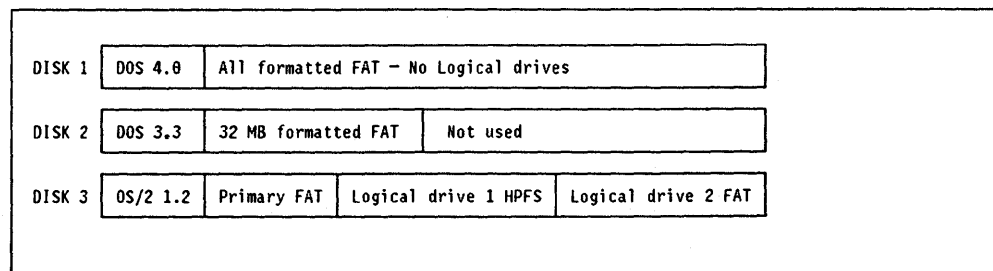 DISK 1 DOS 4.0 All formatted FAT — No Logical drives
DISK 2 DOS 3.3 32 MB formatted FAT Not used
DISK 3 OS/2 1.2 Primary FAT Logical drive 1 HPFS Logical drive 2 FAT